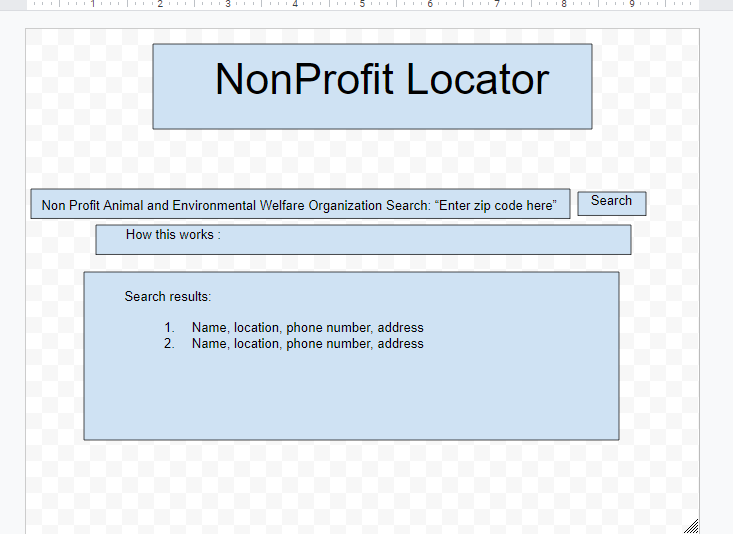 1 2 3 4 5 6 7 8 9
NonProfit Locator
Non Profit Animal and Environmental Welfare Organization Search: “Enter zip code here” Search
How this works :
Search results:
1. Name, location, phone number, address
2. Name, location, phone number, address